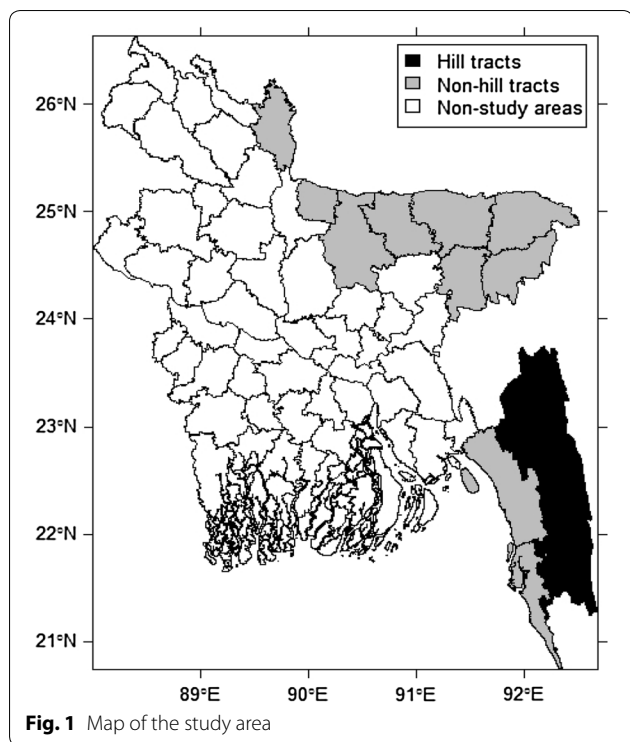 Hill tracts
Non-hill tracts
Non-study areas
26°N
25°N
24°N
23°N
22°N
21°N
89°E 90°E 91°E 92°E
Fig. 1 Map of the study area